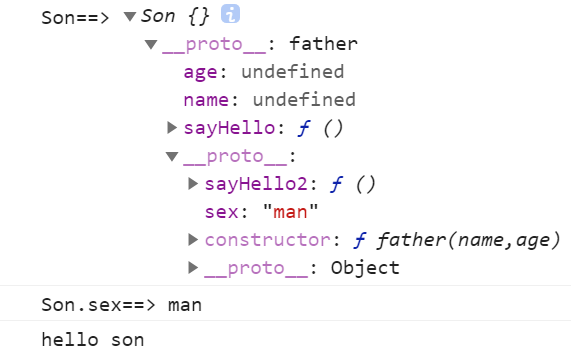 Son==> ▼Son {} i
▼__proto__: father
age: undefined
name: undefined
▶sayHello: ƒ ()
▼__proto__:
▶sayHello2: ƒ ()
sex: "man"
▶constructor: ƒ father(name,age)
▶__proto__: Object
Son.sex==> man
hello son